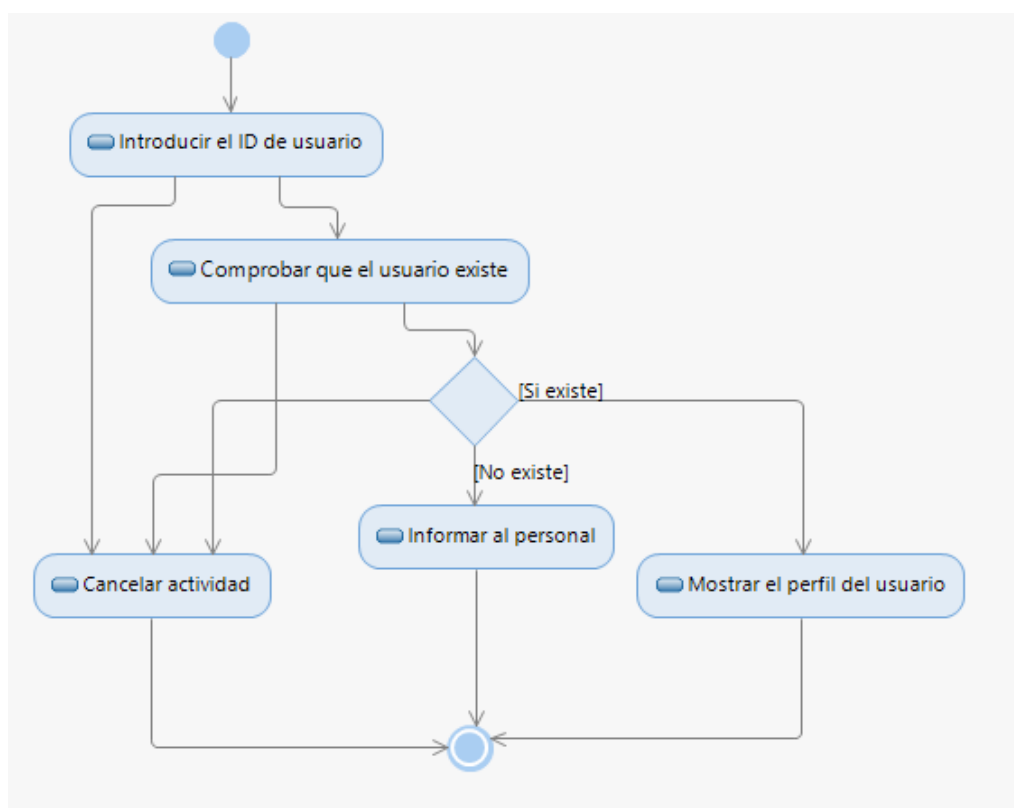 Introducir el ID de usuario
Comprobar que el usuario existe
[Si existe]
[No existe]
Informar al personal
Cancelar actividad
Mostrar el perfil del usuario